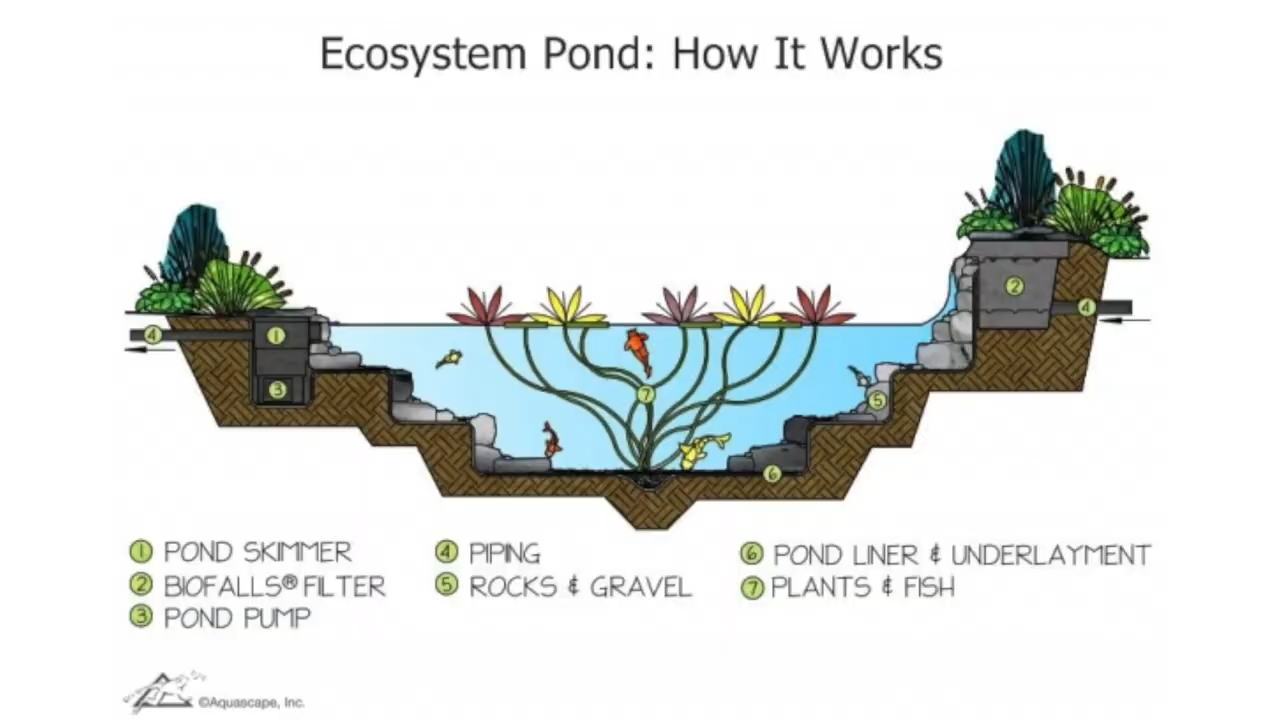 Ecosystem Pond: How It Works
4
1
3
7
5
6
2
4
1 POND SKIMMER
2 BIOFALLS® FILTER
3 POND PUMP
4 PIPING
5 ROCKS & GRAVEL
6 POND LINER & UNDERLAYMENT
7 PLANTS & FISH
©Aquascape, Inc.